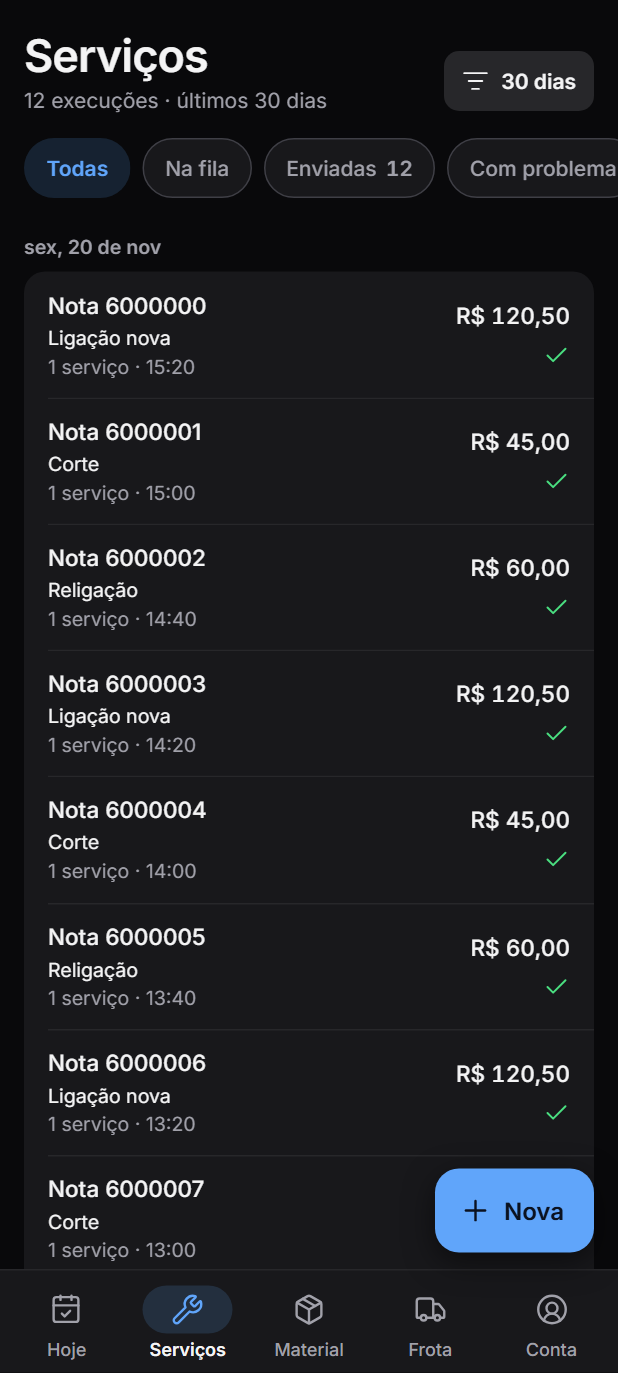 Serviços
12 execuções · últimos 30 dias
30 dias
Todas
Na fila
Enviadas 12
Com problema
sex, 20 de nov
Nota 6000000
R$ 120,50
Ligação nova
1 serviço · 15:20
Nota 6000001
R$ 45,00
Corte
1 serviço · 15:00
Nota 6000002
R$ 60,00
Religação
1 serviço · 14:40
Nota 6000003
R$ 120,50
Ligação nova
1 serviço · 14:20
Nota 6000004
R$ 45,00
Corte
1 serviço · 14:00
Nota 6000005
R$ 60,00
Religação
1 serviço · 13:40
Nota 6000006
R$ 120,50
Ligação nova
1 serviço · 13:20
Nota 6000007
Corte
1 serviço · 13:00
Nova
Hoje
Serviços
Material
Frota
Conta